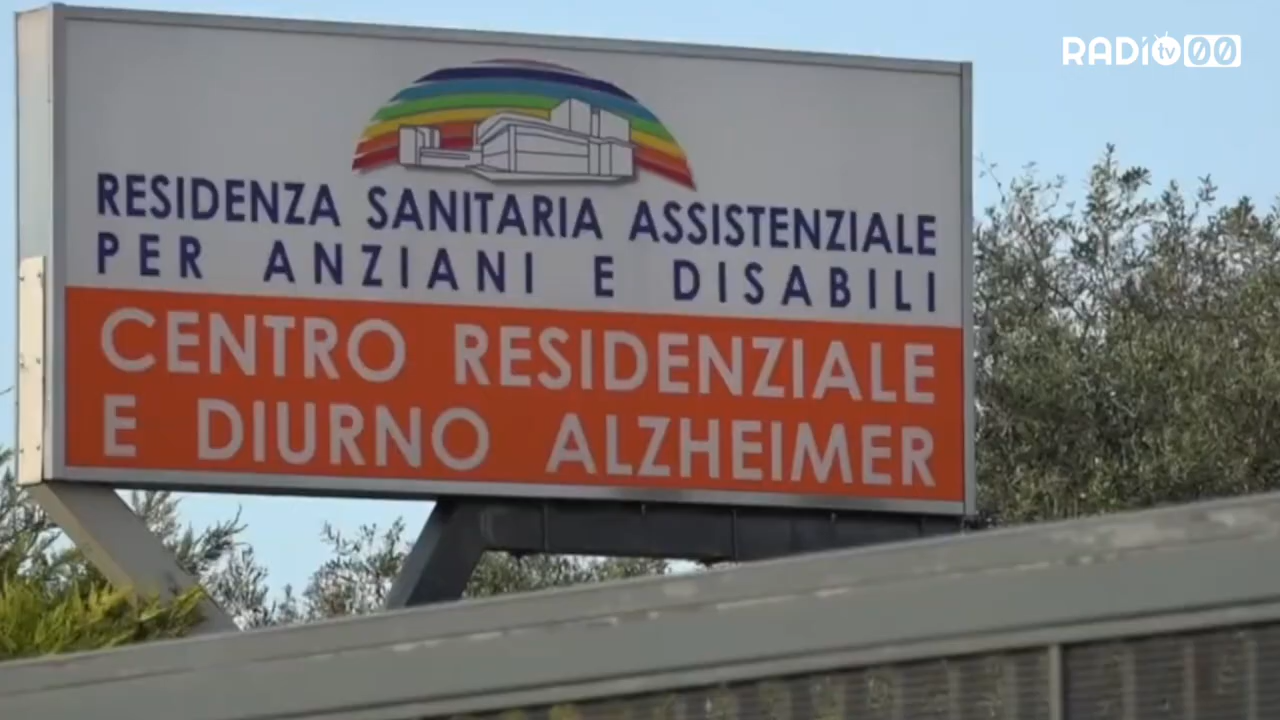 RADIO tv 00
RESIDENZA SANITARIA ASSISTENZIALE
PER ANZIANI E DISABILI
CENTRO RESIDENZIALE
E DIURNO ALZHEIMER